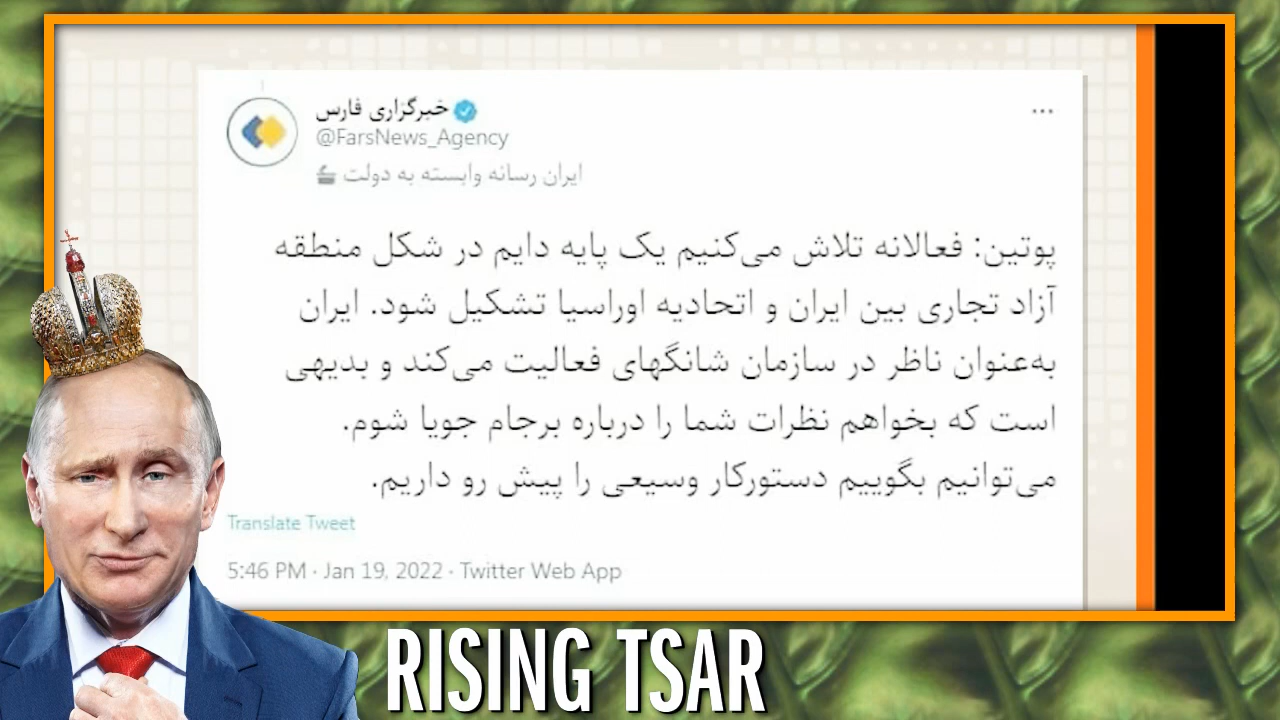 خبرگزاری فارس
@FarsNews_Agency
ایران رسانه وابسته به دولت
پوتین: فعالانه تلاش می‌کنیم یک پایه دایم در شکل منطقه
آزاد تجاری بین ایران و اتحادیه اوراسیا تشکیل شود. ایران
به‌عنوان ناظر در سازمان شانگهای فعالیت می‌کند و بدیهی
است که بخواهم نظرات شما را درباره برجام جویا شوم.
می‌توانیم بگوییم دستورکار وسیعی را پیش رو داریم.
Translate Tweet
5:46 PM · Jan 19, 2022 · Twitter Web App
RISING TSAR